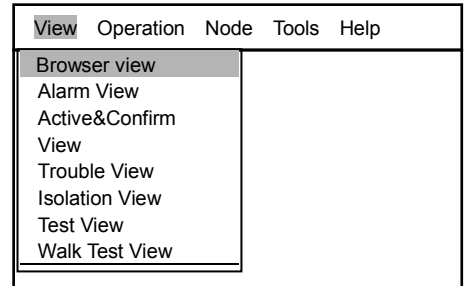 View Operation Node Tools Help
Browser view
Alarm View
Active&Confirm
View
Trouble View
Isolation View
Test View
Walk Test View